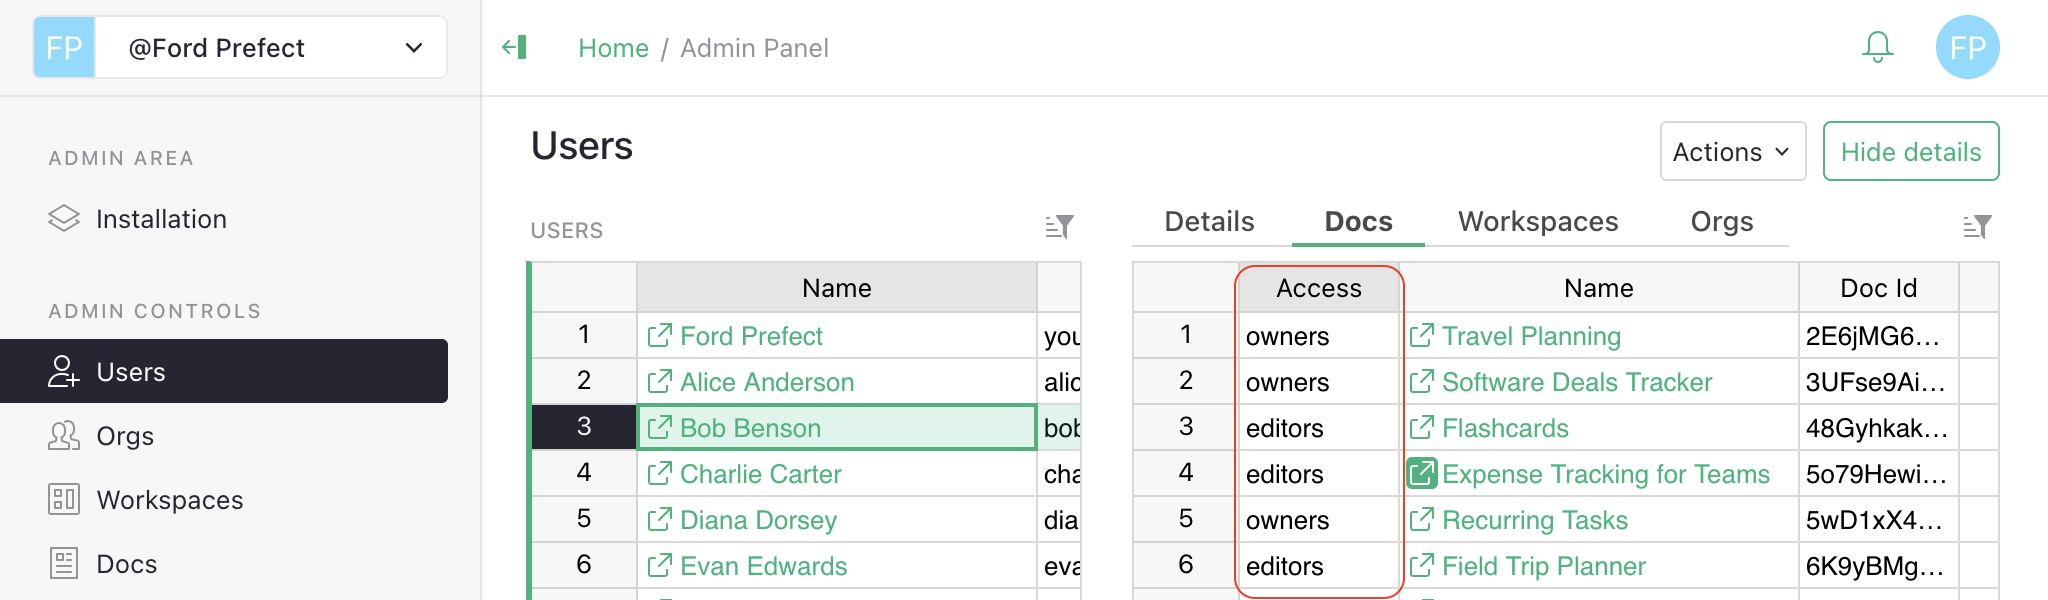 FP @Ford Prefect
Home / Admin Panel
FP
ADMIN AREA
Installation
ADMIN CONTROLS
Users
Orgs
Workspaces
Docs
Users
Actions
Hide details
USERS
Name
1 Ford Prefect you
2 Alice Anderson alic
3 Bob Benson bob
4 Charlie Carter cha
5 Diana Dorsey dia
6 Evan Edwards eva
Details Docs Workspaces Orgs
Access Name Doc Id
1 owners Travel Planning 2E6jMG6...
2 owners Software Deals Tracker 3UFse9Ai...
3 editors Flashcards 48Gyhkak...
4 editors Expense Tracking for Teams 5o79Hewi...
5 owners Recurring Tasks 5wD1xX4...
6 editors Field Trip Planner 6K9yBMg...